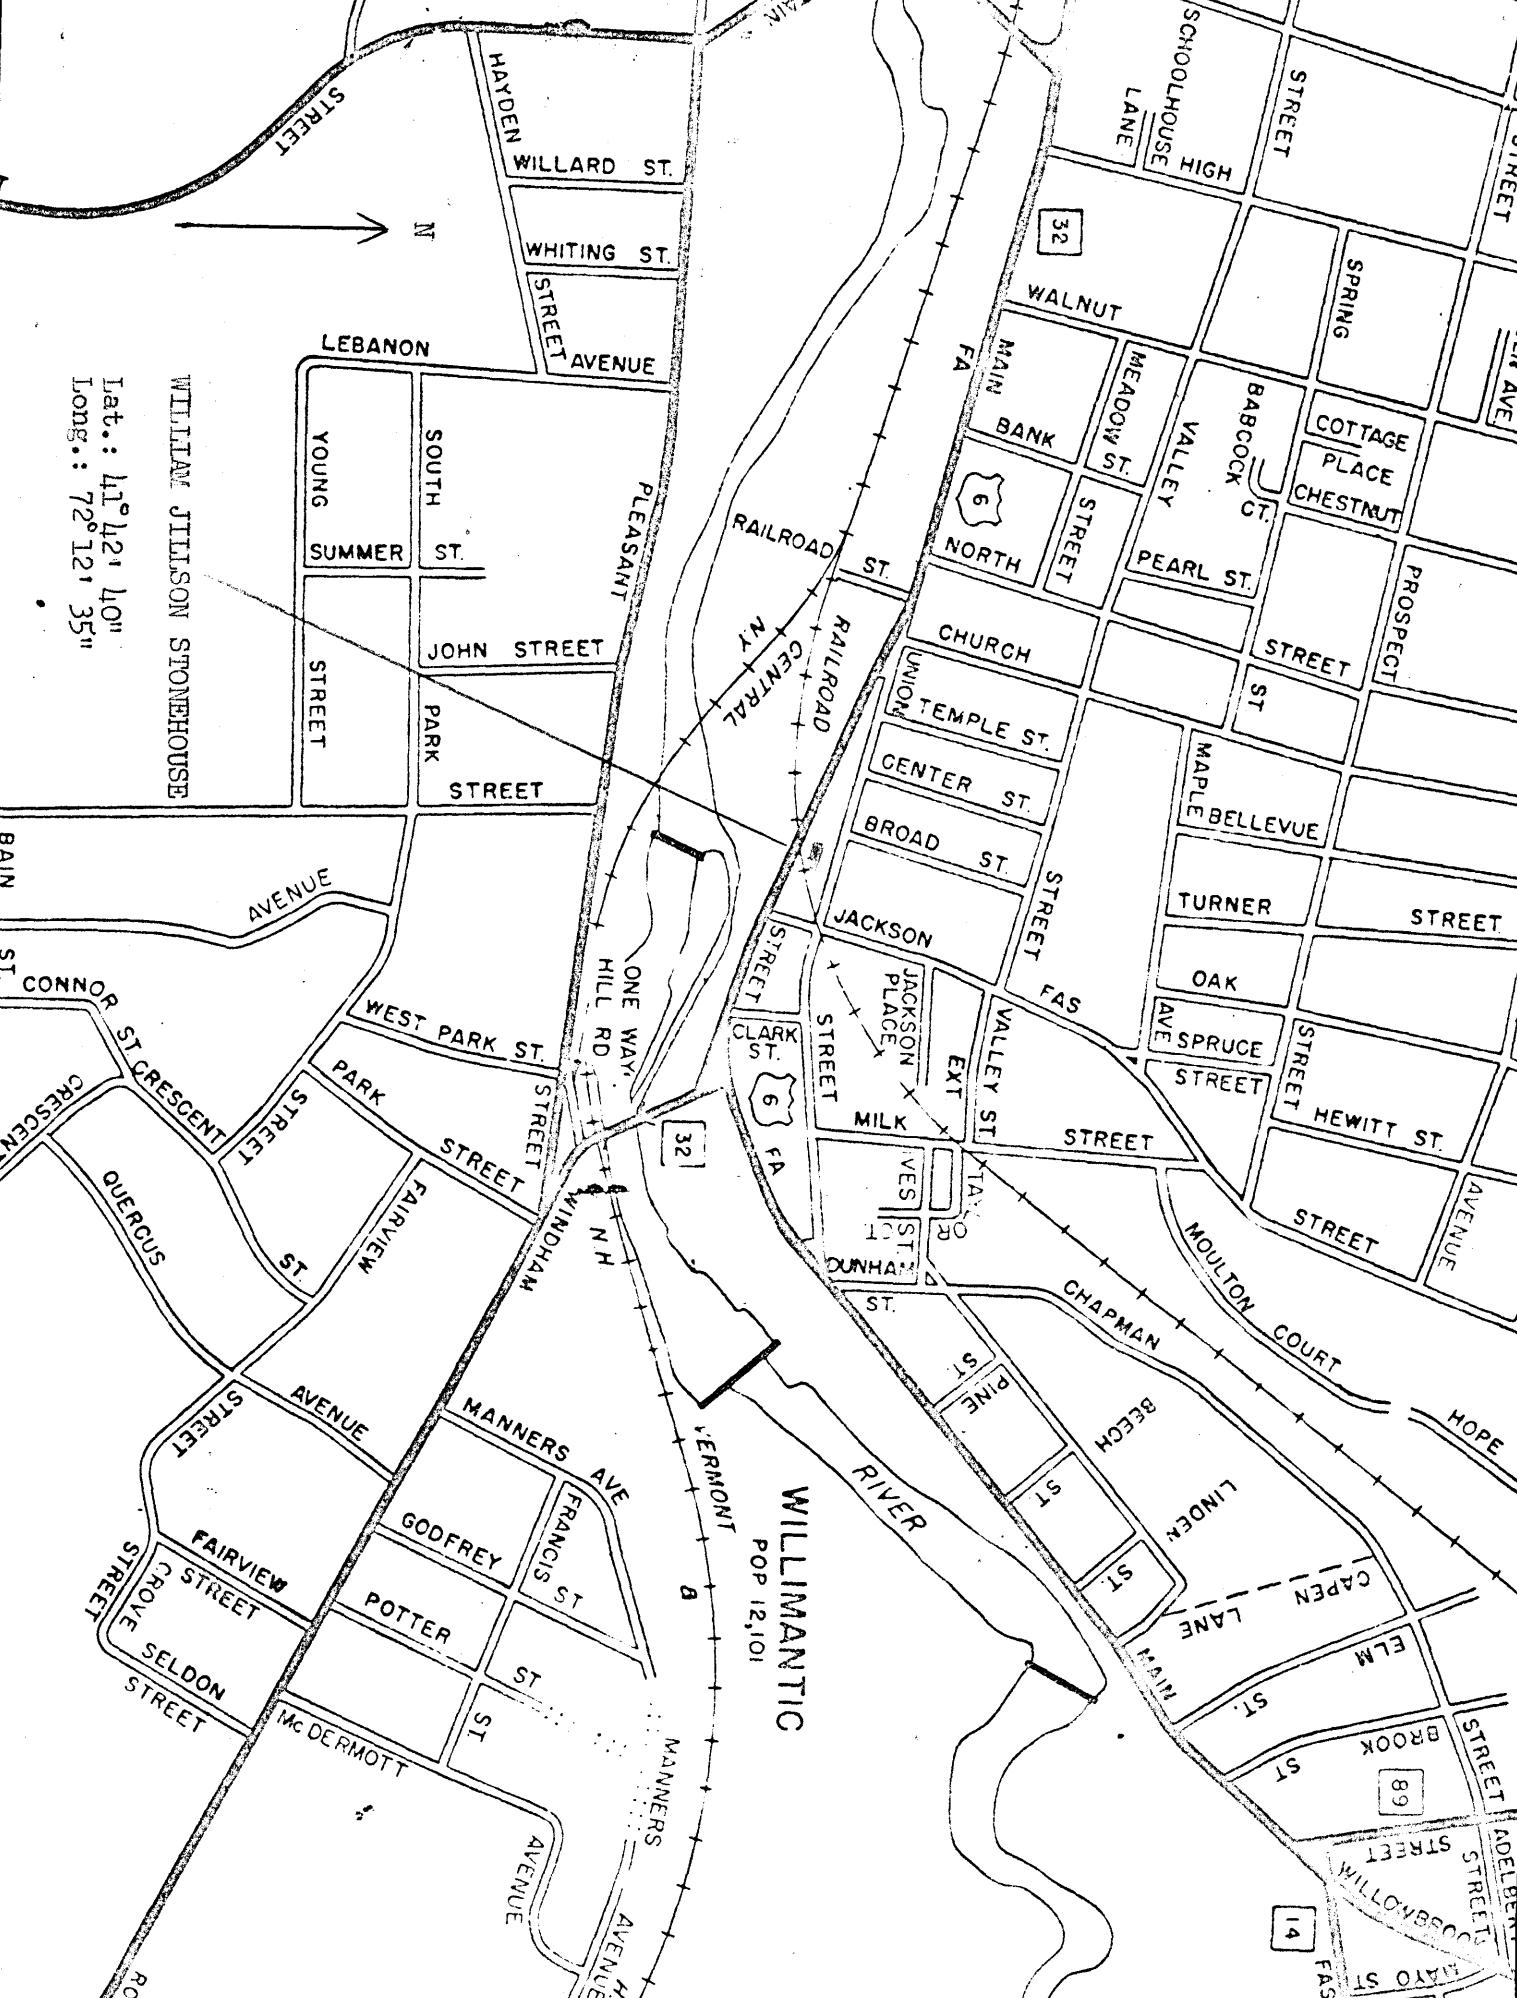 WILLIAM JILLSON STONEHOUSE
Lat.: 41° 42' 40"
Long.: 72° 12' 35"
N
WILLIMANTIC
POP 12,101
STREET
HAYDEN
WILLARD ST.
WHITING ST.
STREET
AVENUE
LEBANON
YOUNG
SOUTH
SUMMER ST.
JOHN STREET
STREET
PARK
STREET
PLEASANT
BAIN
AVENUE
ST.
CONNOR
ST.
CRESCENT
CRESCENT
WEST PARK ST.
PARK
STREET
STREET
STREET
QUERCUS
ST.
FAIRVIEW
WINDHAM
N.H
ONE WAY
HILL RD
AVENUE
STREET
MANNERS AVE
FRANCIS ST
GODFREY
FAIRVIEW
STREET
STREET
POTTER
ST
ST.
SELDON
STREET
McDERMOTT
MANNERS
AVENUE
AVENUE
VERMONT
RIVER
SCHOOLHOUSE
LANE
HIGH
STREET
STREET
32
WALNUT
SPRING
MAIN
FA
MEADOW
ST.
BANK
VALLEY
BABCOCK
CT.
COTTAGE
PLACE
CHESTNUT
6
NORTH
STREET
PEARL ST.
PROSPECT
RAILROAD ST.
RAILROAD
N.Y
CENTRAL
CHURCH
STREET
ST
UNION
TEMPLE ST.
CENTER ST.
BROAD ST.
MAPLE
BELLEVUE
TURNER
STREET
STREET
JACKSON
OAK
STREET
JACKSON
PLACE
FAS
AVE
SPRUCE
STREET
STREET
CLARK
ST.
STREET
EXT
VALLEY ST
6
FA
32
MILK
STREET
HEWITT ST.
AVENUE
STREET
DUNHAM
ST.
MOULTON
COURT
CHAPMAN
HOPE
PINE
ST.
BEECH
ST.
LINDEN
ST.
CAPEN
LANE
ELM
ST.
MAIN
BROOK
ST
STREET
89
STREET
STREET
14
FAS